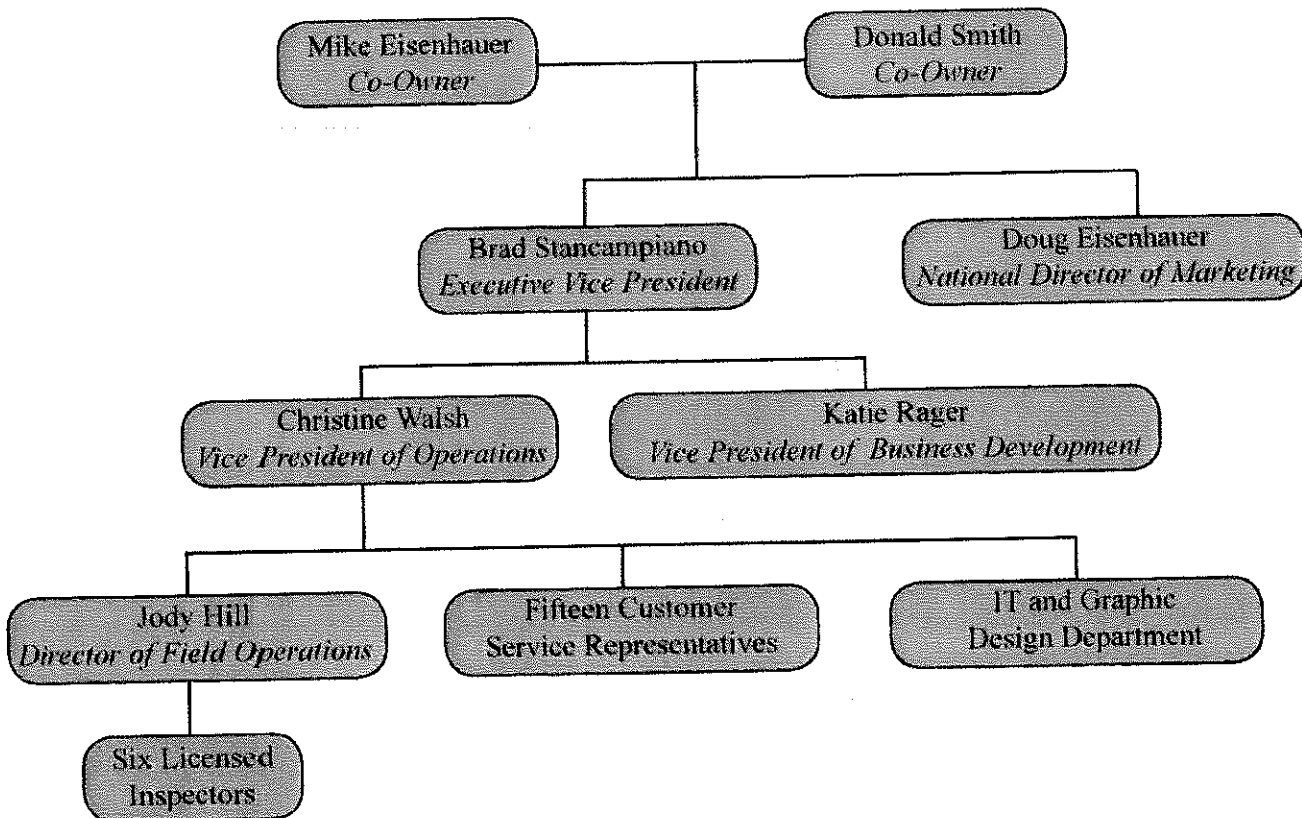 Mike Eisenhauer
Co-Owner
Donald Smith
Co-Owner
Brad Stancampiano
Executive Vice President
Doug Eisenhauer
National Director of Marketing
Christine Walsh
Vice President of Operations
Katie Rager
Vice President of Business Development
Jody Hill
Director of Field Operations
Fifteen Customer
Service Representatives
IT and Graphic
Design Department
Six Licensed
Inspectors